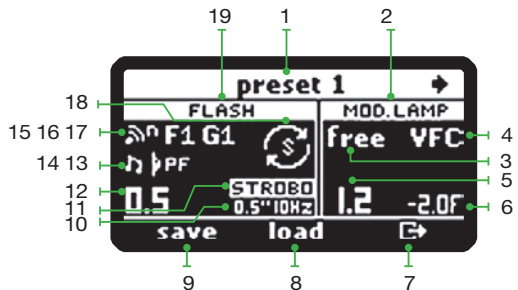 19 1 2
preset 1
18 FLASH MOD.LAMP
15 16 17 n F1 G1 S free VFC 4
3
14 13 PF 5
12 0.5 STROBO 1.2 -2.0F 6
11 0.5"10Hz
10
save load
9 8 7